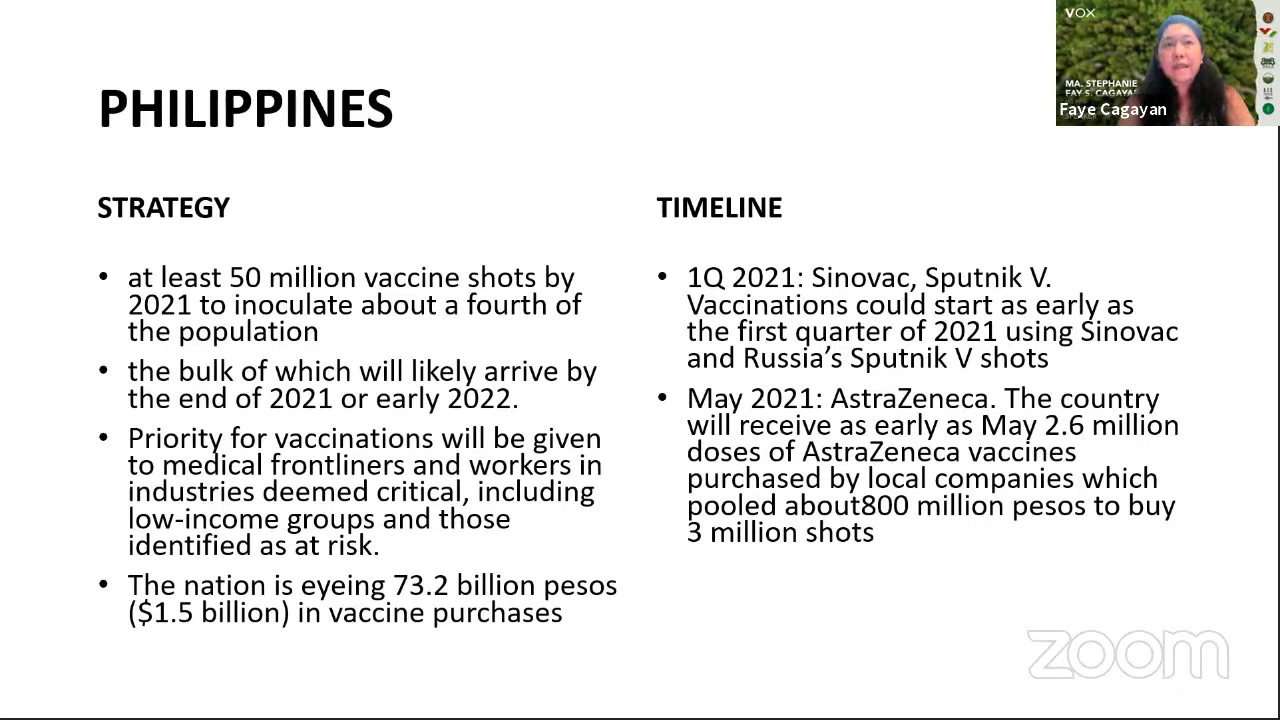 PHILIPPINES
STRATEGY
• at least 50 million vaccine shots by
2021 to inoculate about a fourth of
the population
• the bulk of which will likely arrive by
the end of 2021 or early 2022.
• Priority for vaccinations will be given
to medical frontliners and workers in
industries deemed critical, including
low-income groups and those
identified as at risk.
• The nation is eyeing 73.2 billion pesos
($1.5 billion) in vaccine purchases
TIMELINE
• 1Q 2021: Sinovac, Sputnik V.
Vaccinations could start as early as
the first quarter of 2021 using Sinovac
and Russia’s Sputnik V shots
• May 2021: AstraZeneca. The country
will receive as early as May 2.6 million
doses of AstraZeneca vaccines
purchased by local companies which
pooled about800 million pesos to buy
3 million shots
VOX
MA. STEPHANIE
FAY S. CAGAYAN
Faye Cagayan
zoom